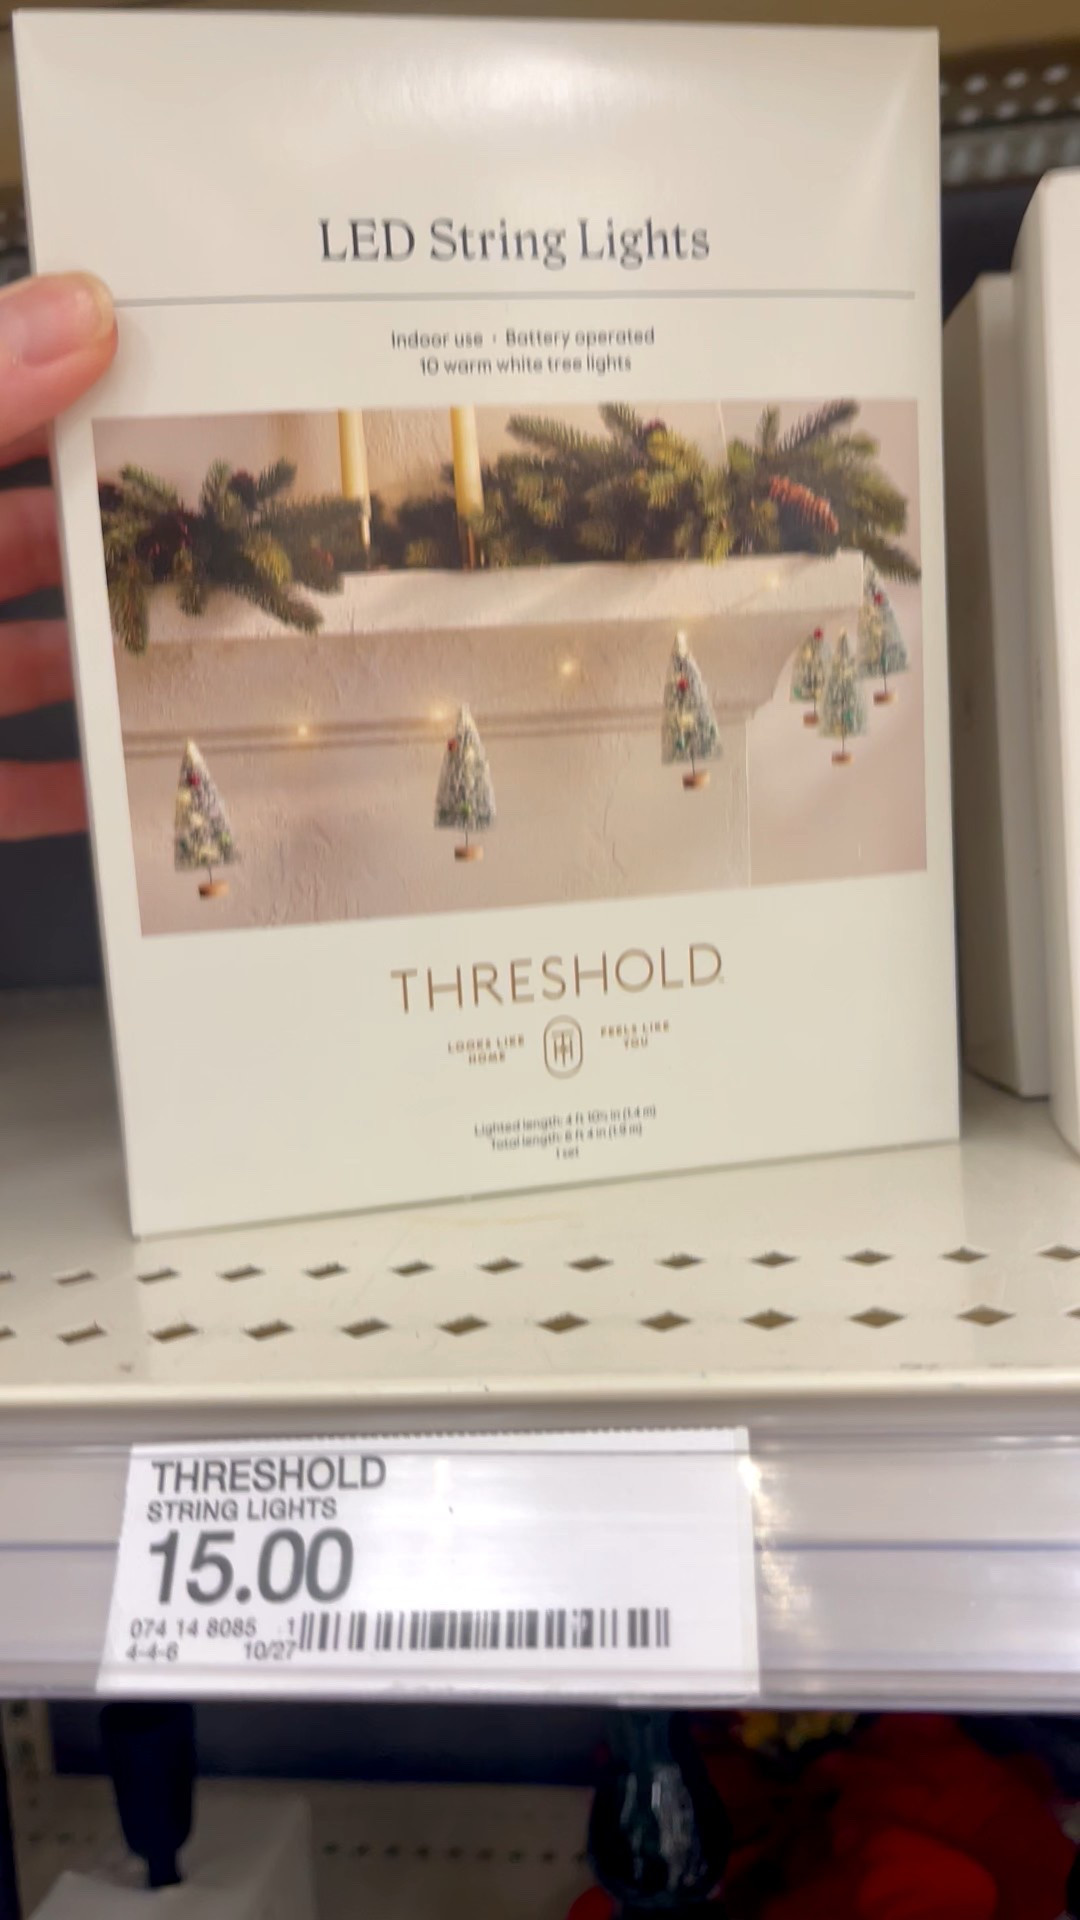 LED String Lights
Indoor use · Battery operated
10 warm white tree lights
THRESHOLD
LOOKS LIKE HOME
FEELS LIKE YOU
Lighted length: 4 ft 10½ in (1.4 m)
Total length: 6 ft 4 in (1.9 m)
1 set
THRESHOLD
STRING LIGHTS
15.00
074 14 8085 1
4-4-6 10/27